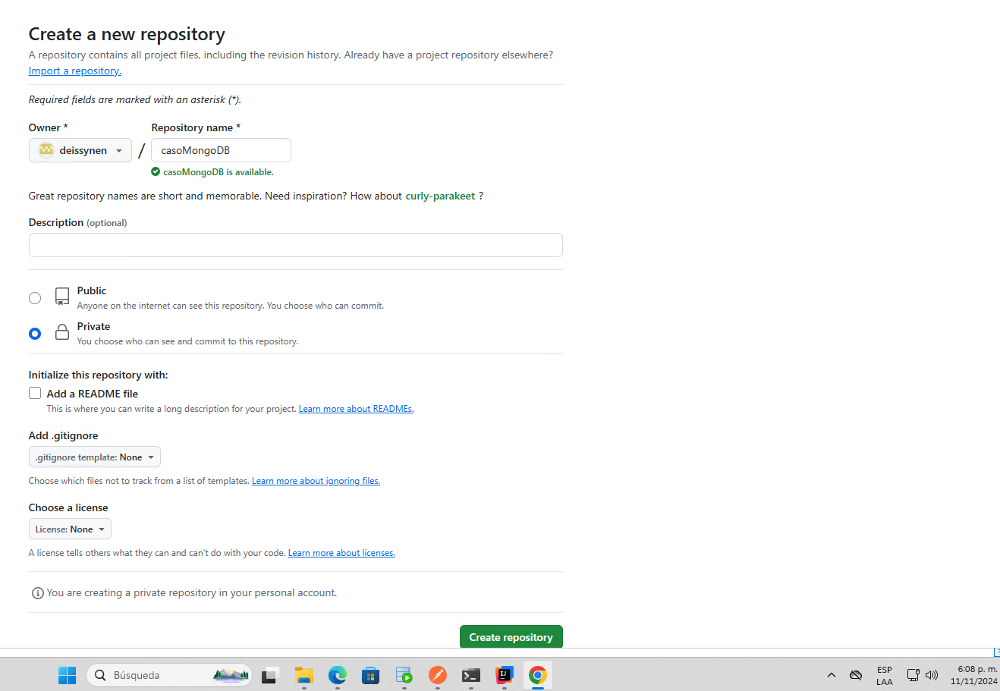 Create a new repository
A repository contains all project files, including the revision history. Already have a project repository elsewhere?
Import a repository.
Required fields are marked with an asterisk (*).
Owner *
Repository name *
deissynen
/
casoMongoDB
casoMongoDB is available.
Great repository names are short and memorable. Need inspiration? How about curly-parakeet ?
Description (optional)
Public
Anyone on the internet can see this repository. You choose who can commit.
Private
You choose who can see and commit to this repository.
Initialize this repository with:
Add a README file
This is where you can write a long description for your project. Learn more about READMEs.
Add .gitignore
.gitignore template: None
Choose which files not to track from a list of templates. Learn more about ignoring files.
Choose a license
License: None
A license tells others what they can and can't do with your code. Learn more about licenses.
You are creating a private repository in your personal account.
Create repository
Búsqueda
IJ
ESP
LAA
6:08 p. m.
11/11/2024